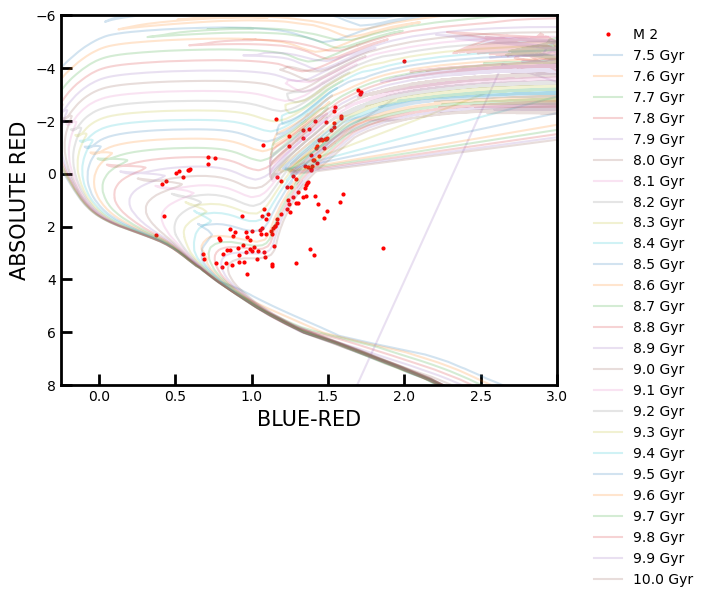 −6
−4
−2
0
2
4
6
8
ABSOLUTE RED
0.0 0.5 1.0 1.5 2.0 2.5 3.0
BLUE-RED
M 2
7.5 Gyr
7.6 Gyr
7.7 Gyr
7.8 Gyr
7.9 Gyr
8.0 Gyr
8.1 Gyr
8.2 Gyr
8.3 Gyr
8.4 Gyr
8.5 Gyr
8.6 Gyr
8.7 Gyr
8.8 Gyr
8.9 Gyr
9.0 Gyr
9.1 Gyr
9.2 Gyr
9.3 Gyr
9.4 Gyr
9.5 Gyr
9.6 Gyr
9.7 Gyr
9.8 Gyr
9.9 Gyr
10.0 Gyr